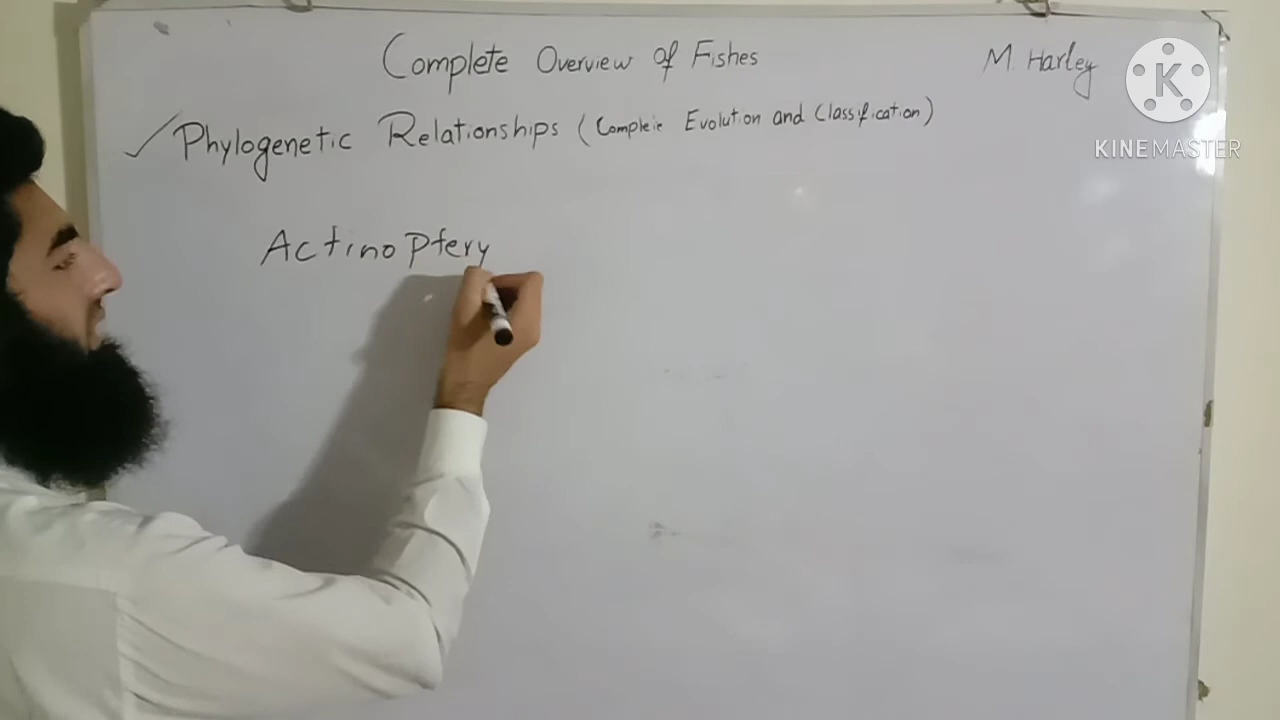 Complete Overview of Fishes
M. Harley
K
KINEMASTER
Phylogenetic Relationships (Complete Evolution and Classification)
Actinoptery